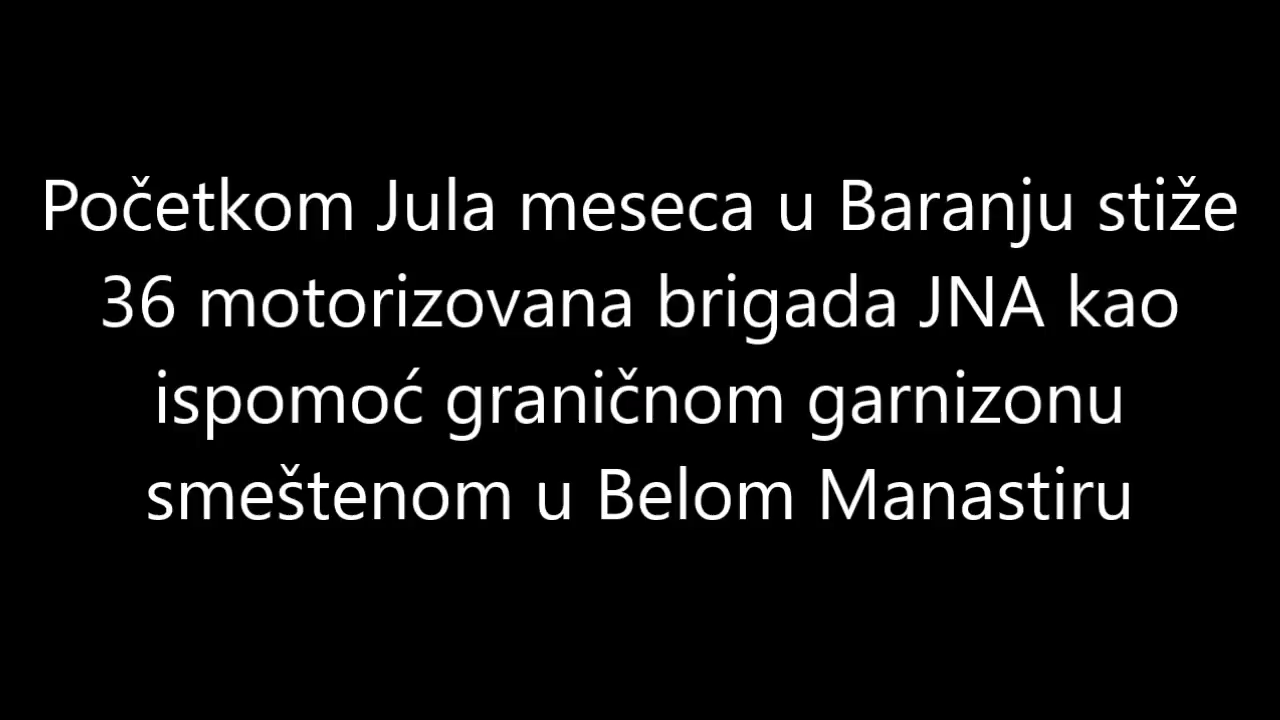 Početkom Jula meseca u Baranju stiže
36 motorizovana brigada JNA kao
ispomoć graničnom garnizonu
smeštenom u Belom Manastiru